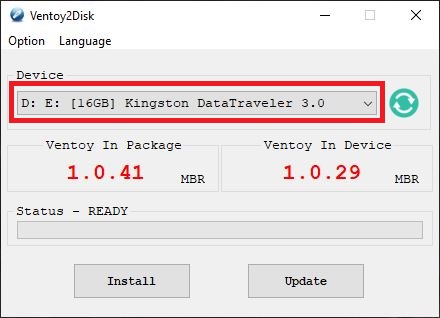 Ventoy2Disk
Option Language
Device
D: E: [16GB] Kingston DataTraveler 3.0
Ventoy In Package
Ventoy In Device
1.0.41 MBR
1.0.29 MBR
Status - READY
Install
Update